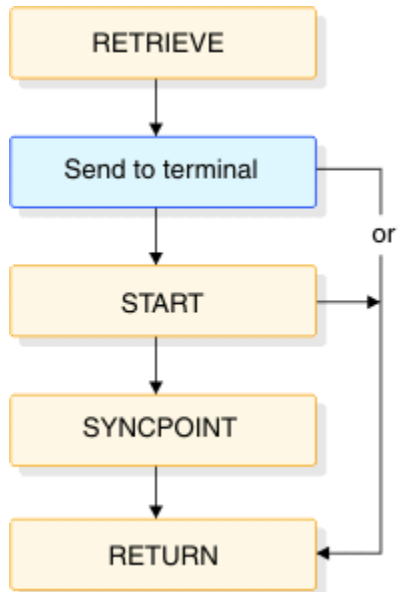 RETRIEVE
Send to terminal
or
START
SYNCPOINT
RETURN